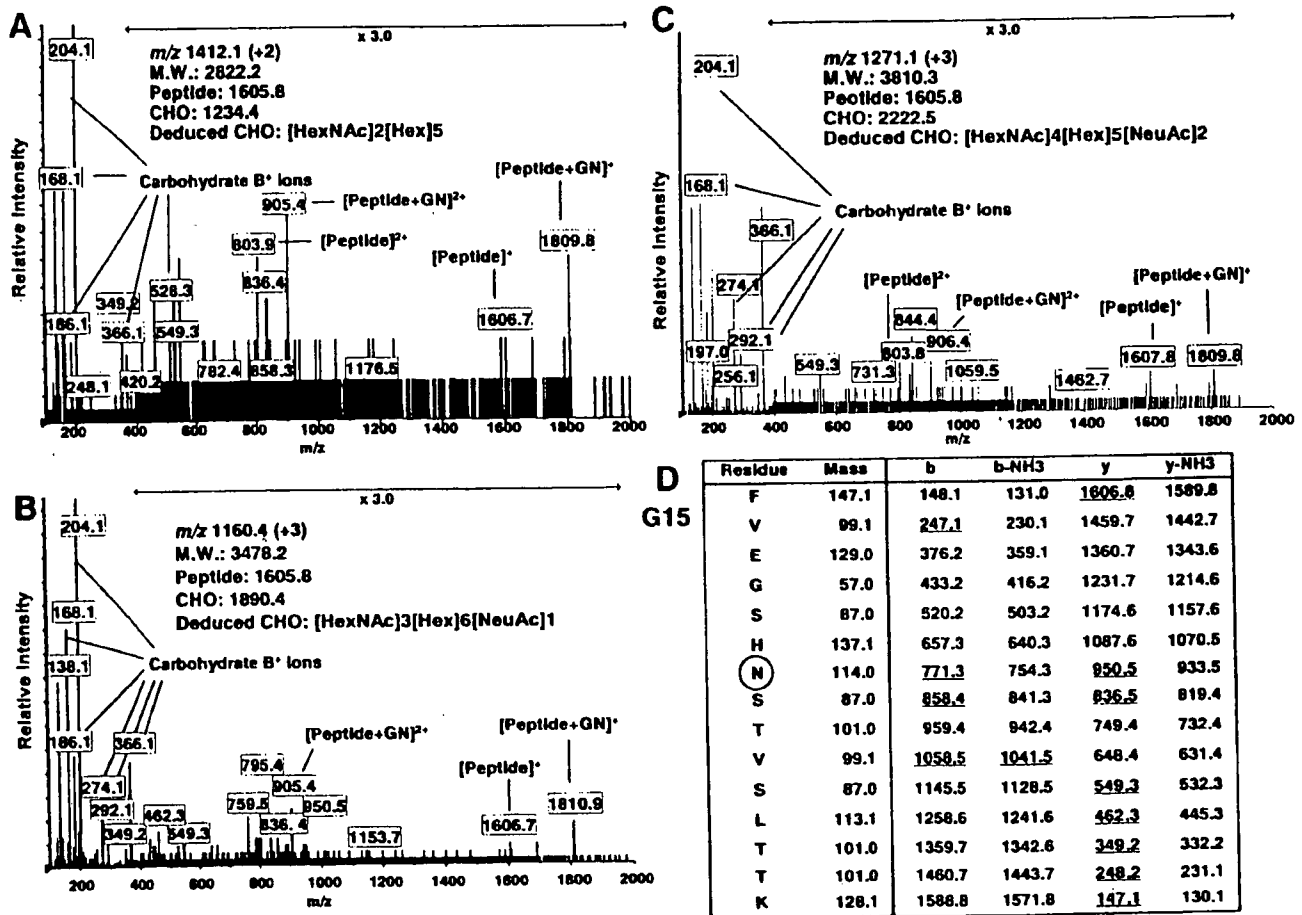 A
x 3.0
204.1
m/z 1412.1 (+2)
M.W.: 2822.2
Peptide: 1605.8
CHO: 1234.4
Deduced CHO: [HexNAc]2[Hex]5
Relative Intensity
168.1
Carbohydrate B⁺ Ions
[Peptide+GN]⁺
905.4
[Peptide+GN]²⁺
803.9
[Peptide]²⁺
1809.8
[Peptide]⁺
836.4
528.3
349.2
186.1
366.1
549.3
1606.7
248.1
420.2
782.4
858.3
1176.5
200 400 600 800 1000 1200 1400 1600 1800 2000
m/z
B
x 3.0
204.1
m/z 1160.4 (+3)
M.W.: 3478.2
Peptide: 1605.8
CHO: 1890.4
Deduced CHO: [HexNAc]3[Hex]6[NeuAc]1
Relative Intensity
168.1
138.1
Carbohydrate B⁺ Ions
186.1
366.1
[Peptide+GN]²⁺
[Peptide+GN]⁺
795.4
[Peptide]⁺
274.1
905.4
292.1
462.3
759.5
950.5
1810.9
349.2
549.3
836.4
1153.7
1606.7
200 400 600 800 1000 1200 1400 1600 1800 2000
m/z
C
x 3.0
204.1
m/z 1271.1 (+3)
M.W.: 3810.3
Peotide: 1605.8
CHO: 2222.5
Deduced CHO: [HexNAc]4[Hex]5[NeuAc]2
Relative Intensity
168.1
Carbohydrate B⁺ Ions
366.1
274.1
[Peptide]²⁺
[Peptide+GN]⁺
[Peptide+GN]²⁺
[Peptide]⁺
844.4
292.1
906.4
197.0
803.8
1607.8
1809.8
256.1
549.3
731.3
1059.5
1462.7
200 400 600 800 1000 1200 1400 1600 1800 2000
m/z
D
G15
Residue Mass b b-NH3 y y-NH3
F 147.1 148.1 131.0 1606.8 1589.8
V 99.1 247.1 230.1 1459.7 1442.7
E 129.0 376.2 359.1 1360.7 1343.6
G 57.0 433.2 416.2 1231.7 1214.6
S 87.0 520.2 503.2 1174.6 1157.6
H 137.1 657.3 640.3 1087.6 1070.5
N 114.0 771.3 754.3 950.5 933.5
S 87.0 858.4 841.3 836.5 819.4
T 101.0 959.4 942.4 749.4 732.4
V 99.1 1058.5 1041.5 648.4 631.4
S 87.0 1145.5 1128.5 549.3 532.3
L 113.1 1258.6 1241.6 462.3 445.3
T 101.0 1359.7 1342.6 349.2 332.2
T 101.0 1460.7 1443.7 248.2 231.1
K 128.1 1588.8 1571.8 147.1 130.1